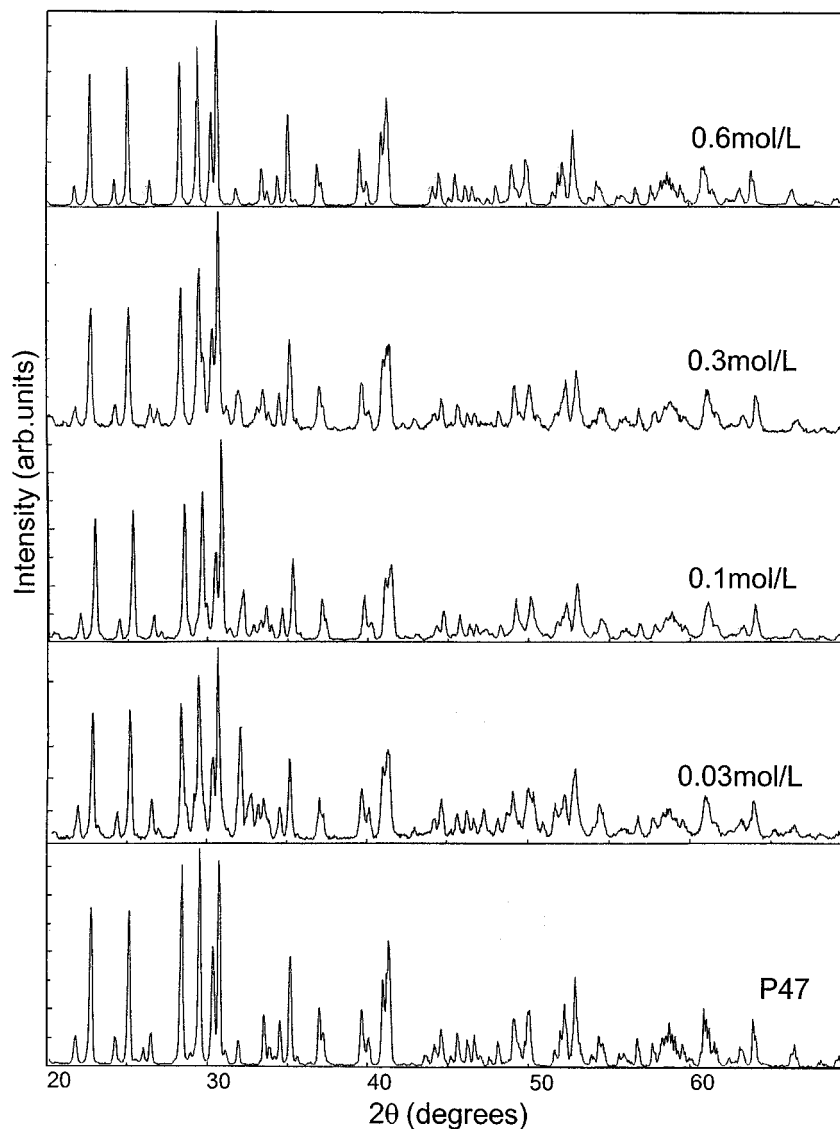 0.6mol/L
0.3mol/L
0.1mol/L
0.03mol/L
P47
Intensity (arb.units)
20 30 40 50 60
2θ (degrees)